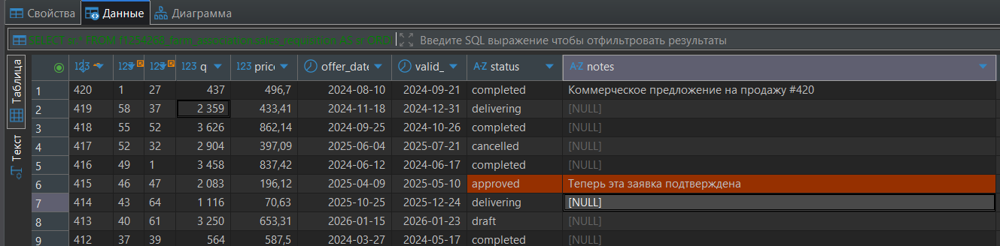 Свойства Данные Диаграмма
SELECT sr.* FROM 11354268_farm_association.sales_requisition AS sr ORD Введите SQL выражение чтобы отфильтровать результаты
Таблица
Текст
123 123 123 123 q 123 price offer_date valid_ A-Z status A-Z notes
1 420 1 27 437 496,7 2024-08-10 2024-09-21 completed Коммерческое предложение на продажу #420
2 419 58 37 2 359 433,41 2024-11-18 2024-12-31 delivering [NULL]
3 418 55 52 3 626 862,14 2024-09-25 2024-10-26 completed [NULL]
4 417 52 32 2 904 397,09 2025-06-04 2025-07-21 cancelled [NULL]
5 416 49 1 3 458 837,42 2024-06-12 2024-06-17 completed [NULL]
6 415 46 47 2 083 196,12 2025-04-09 2025-05-10 approved Теперь эта заявка подтверждена
7 414 43 64 1 116 70,63 2025-10-25 2025-12-24 delivering [NULL]
8 413 40 61 3 250 653,31 2026-01-15 2026-01-23 draft [NULL]
9 412 37 39 564 587,5 2024-03-27 2024-05-17 completed [NULL]